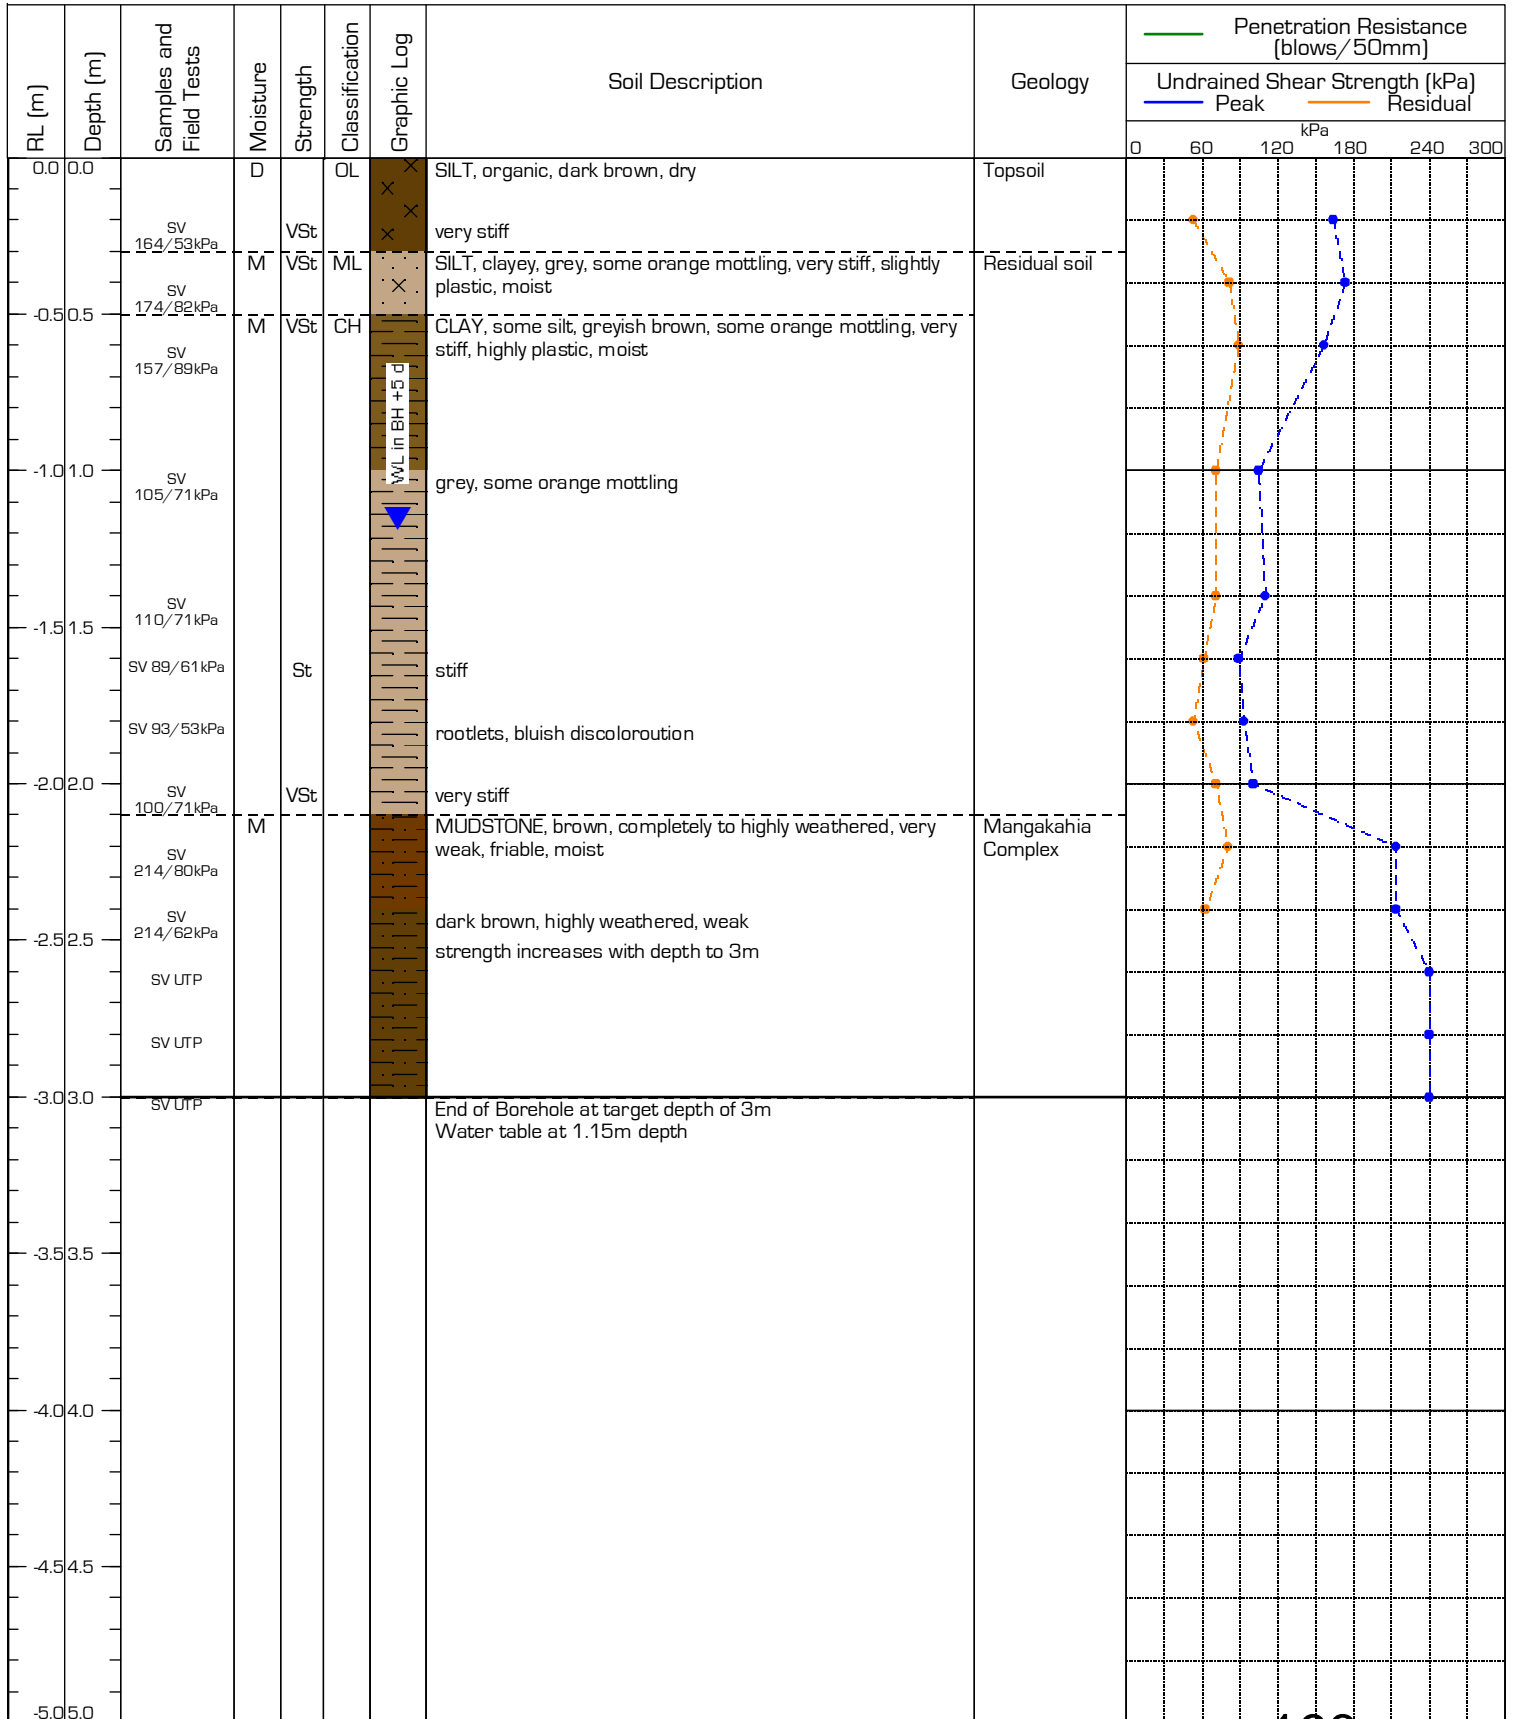 RL (m)
Depth (m)
Samples and
Field Tests
Moisture
Strength
Classification
Graphic Log
Soil Description
Geology
Penetration Resistance
(blows/50mm)
Undrained Shear Strength (kPa)
Peak Residual
kPa
0 60 120 180 240 300
0.0 0.0
D OL SILT, organic, dark brown, dry Topsoil
SV
164/53kPa
VSt very stiff
M VSt ML SILT, clayey, grey, some orange mottling, very stiff, slightly
plastic, moist
Residual soil
SV
174/82kPa
-0.5 0.5
M VSt CH CLAY, some silt, greyish brown, some orange mottling, very
stiff, highly plastic, moist
SV
157/89kPa
WL in BH +5 d
-1.0 1.0
SV
105/71kPa
grey, some orange mottling
SV
110/71kPa
-1.5 1.5
SV 89/61kPa St stiff
SV 93/53kPa rootlets, bluish discoloroution
-2.0 2.0
SV
100/71kPa
VSt very stiff
M MUDSTONE, brown, completely to highly weathered, very
weak, friable, moist
Mangakahia
Complex
SV
214/80kPa
SV
214/62kPa
dark brown, highly weathered, weak
-2.5 2.5
strength increases with depth to 3m
SV UTP
SV UTP
-3.0 3.0
SV UTP
End of Borehole at target depth of 3m
Water table at 1.15m depth
-3.5 3.5
-4.0 4.0
-4.5 4.5
-5.0 5.0